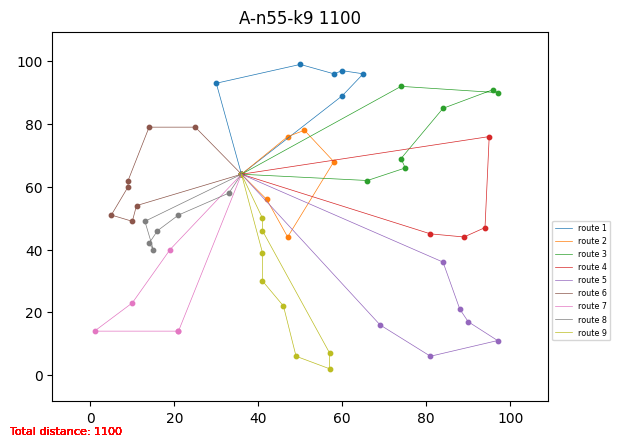 A-n55-k9 1100
100
80
60
40
20
0
0 20 40 60 80 100
route 1
route 2
route 3
route 4
route 5
route 6
route 7
route 8
route 9
Total distance: 1100